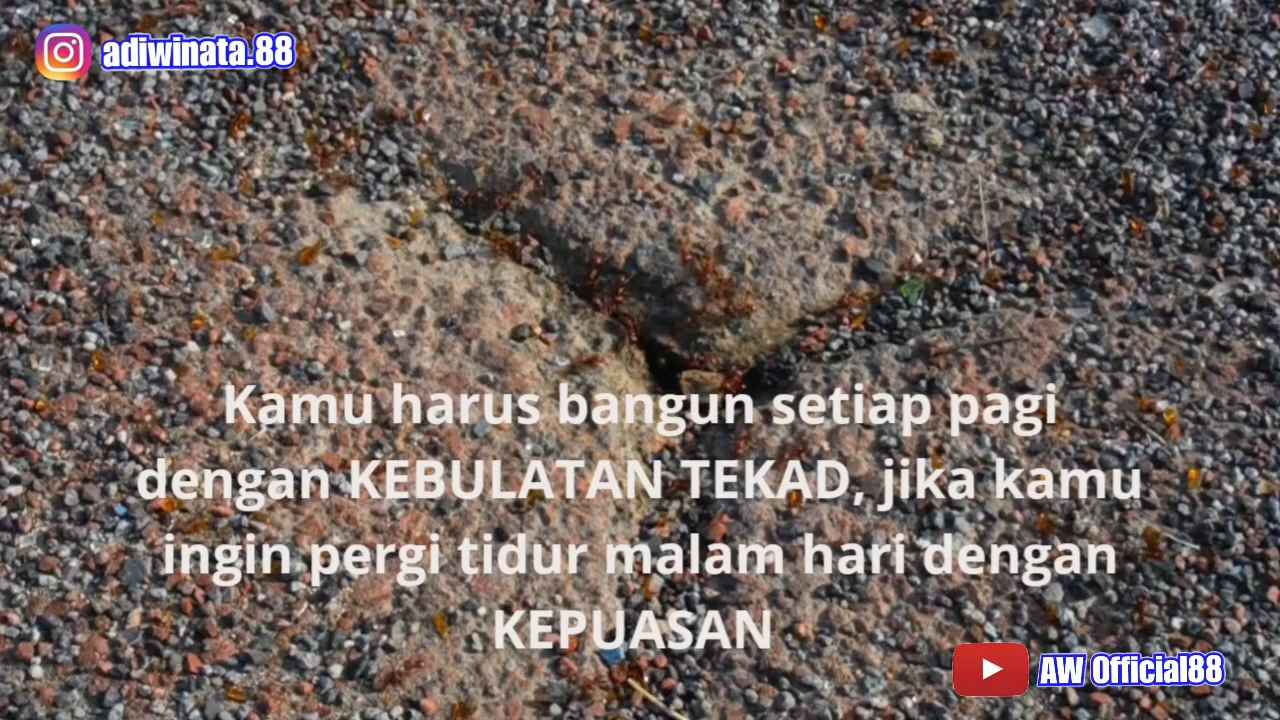 adiwinata.88
Kamu harus bangun setiap pagi
dengan KEBULATAN TEKAD, jika kamu
ingin pergi tidur malam hari dengan
KEPUASAN
AW Official88